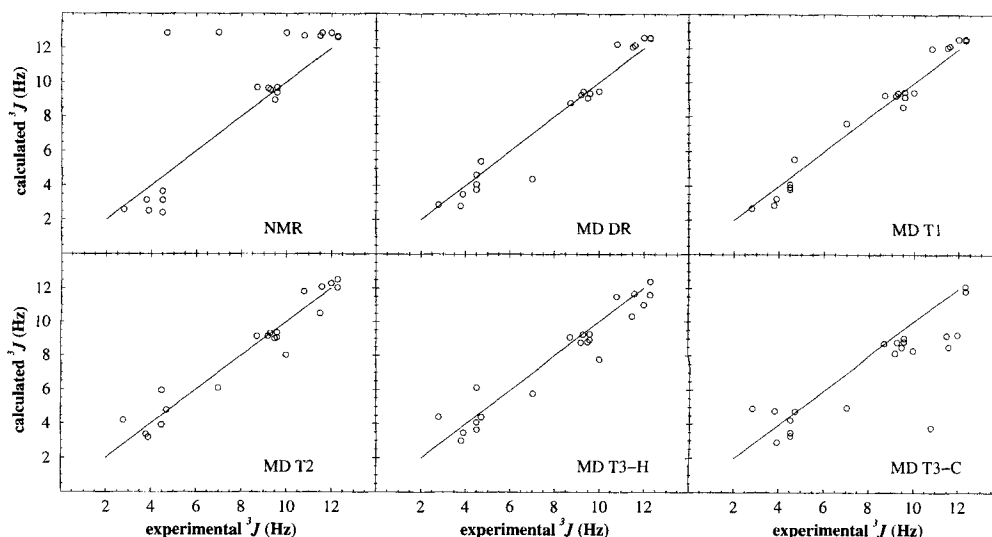 calculated ³J (Hz)
12
10
8
6
4
2
NMR
MD DR
MD T1
calculated ³J (Hz)
12
10
8
6
4
2
MD T2
MD T3-H
MD T3-C
2 4 6 8 10 12 2 4 6 8 10 12 2 4 6 8 10 12
experimental ³J (Hz) experimental ³J (Hz) experimental ³J (Hz)